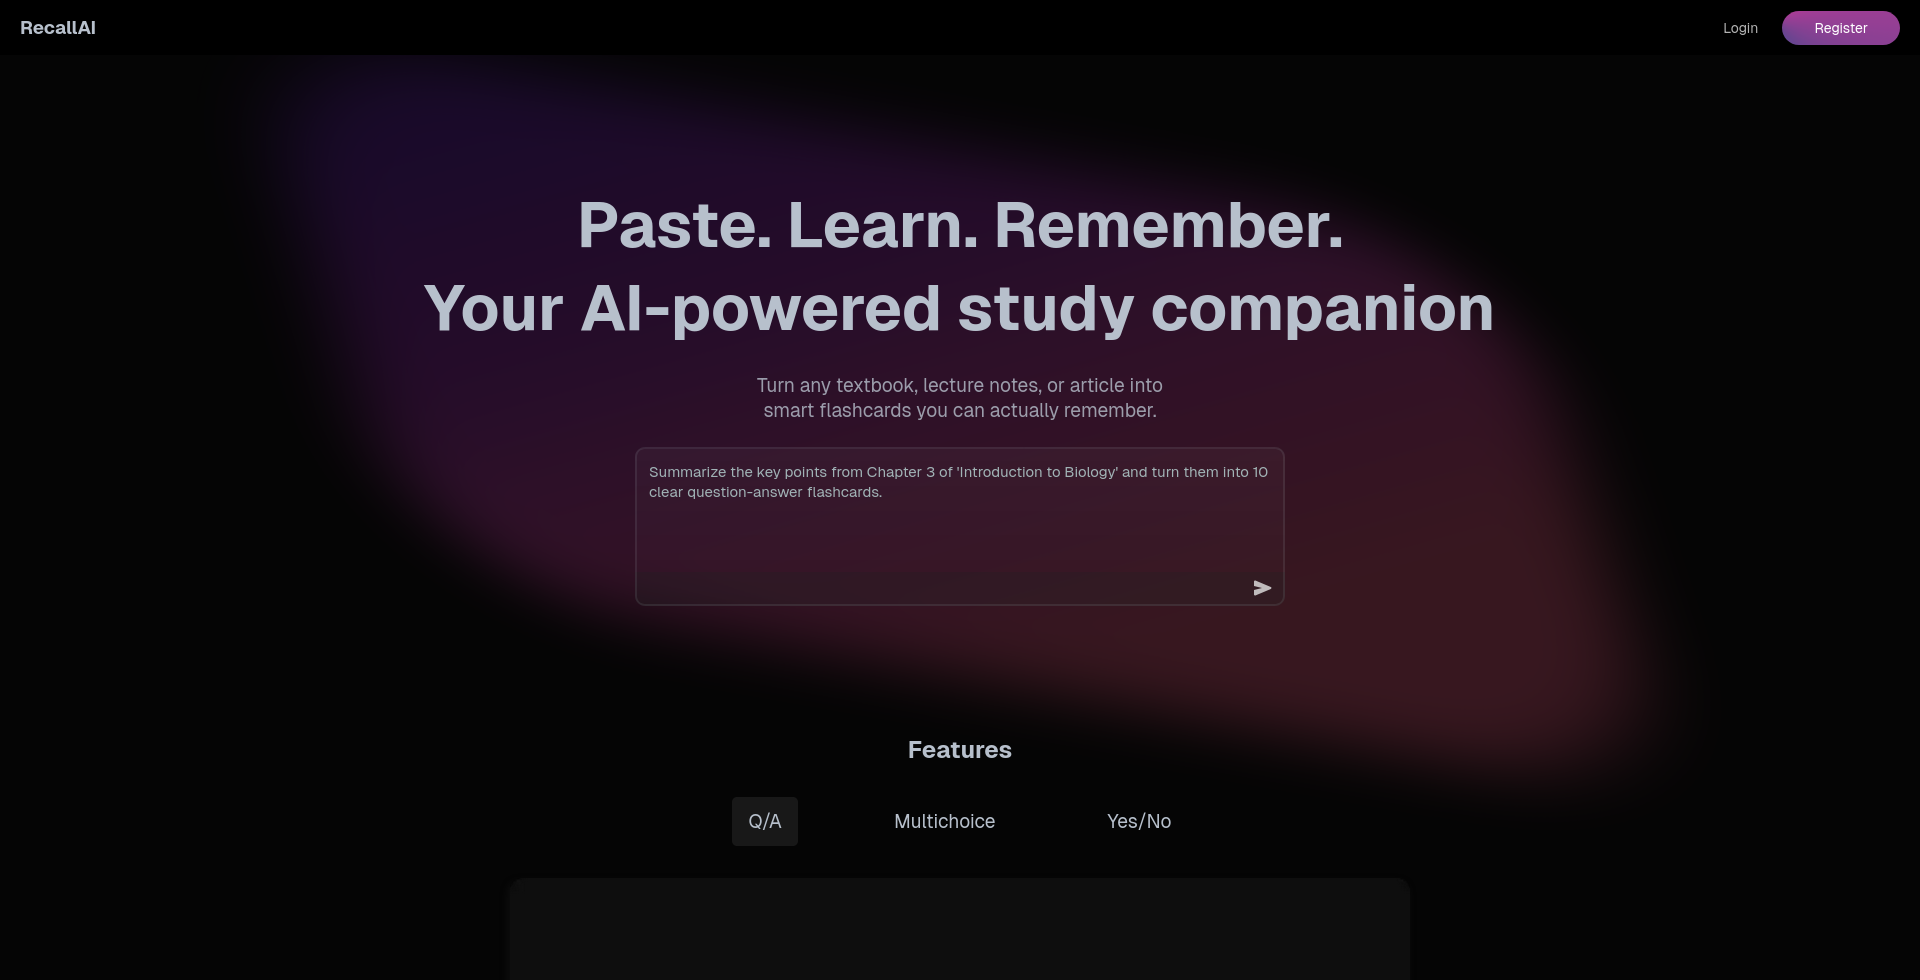 RecallAI
Login
Register
Paste. Learn. Remember.
Your AI-powered study companion
Turn any textbook, lecture notes, or article into
smart flashcards you can actually remember.
Summarize the key points from Chapter 3 of 'Introduction to Biology' and turn them into 10
clear question-answer flashcards.
Features
Q/A
Multichoice
Yes/No